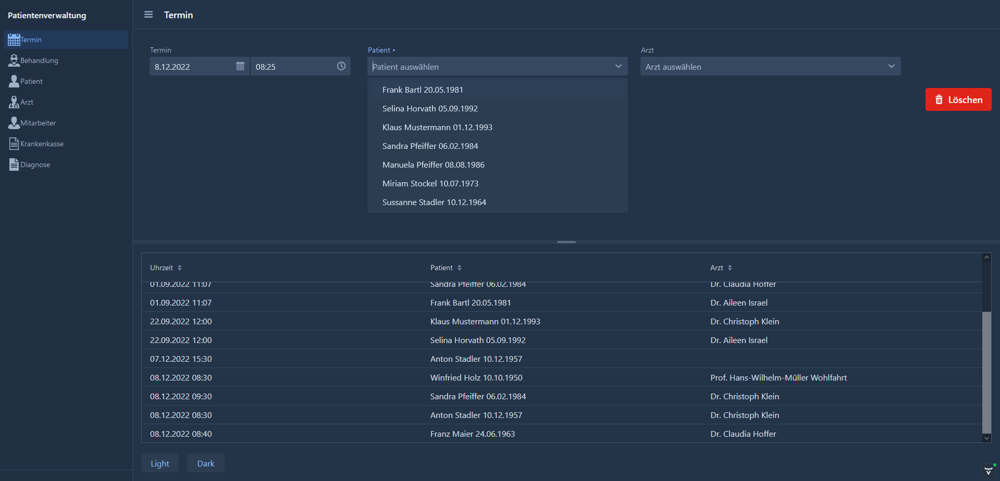 Patientenverwaltung
Termin
Behandlung
Patient
Arzt
Mitarbeiter
Krankenkasse
Diagnose
Termin
Termin
Patient •
Arzt
8.12.2022
08:25
Patient auswählen
Arzt auswählen
Frank Bartl 20.05.1981
Selina Horvath 05.09.1992
Klaus Mustermann 01.12.1993
Sandra Pfeiffer 06.02.1984
Manuela Pfeiffer 08.08.1986
Miriam Stockel 10.07.1973
Sussanne Stadler 10.12.1964
Löschen
Uhrzeit Patient Arzt
01.09.2022 11:07 Sandra Pfeiffer 06.02.1984 Dr. Claudia Hoffer
01.09.2022 11:07 Frank Bartl 20.05.1981 Dr. Aileen Israel
22.09.2022 12:00 Klaus Mustermann 01.12.1993 Dr. Christoph Klein
22.09.2022 12:00 Selina Horvath 05.09.1992 Dr. Aileen Israel
07.12.2022 15:30 Anton Stadler 10.12.1957
08.12.2022 08:30 Winfried Holz 10.10.1950 Prof. Hans-Wilhelm-Müller Wohlfahrt
08.12.2022 09:30 Sandra Pfeiffer 06.02.1984 Dr. Christoph Klein
08.12.2022 08:30 Anton Stadler 10.12.1957 Dr. Christoph Klein
08.12.2022 08:40 Franz Maier 24.06.1963 Dr. Claudia Hoffer
Light
Dark